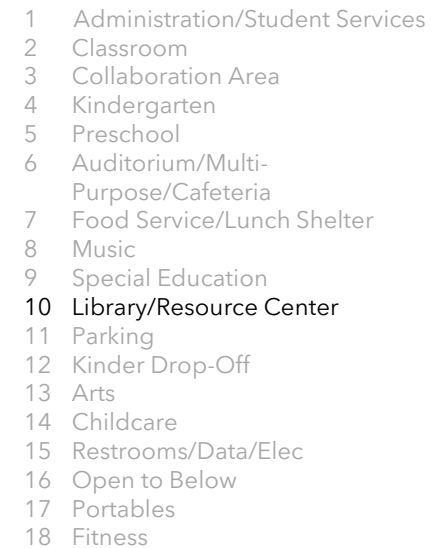 1 Administration/Student Services
2 Classroom
3 Collaboration Area
4 Kindergarten
5 Preschool
6 Auditorium/Multi-
Purpose/Cafeteria
7 Food Service/Lunch Shelter
8 Music
9 Special Education
10 Library/Resource Center
11 Parking
12 Kinder Drop-Off
13 Arts
14 Childcare
15 Restrooms/Data/Elec
16 Open to Below
17 Portables
18 Fitness